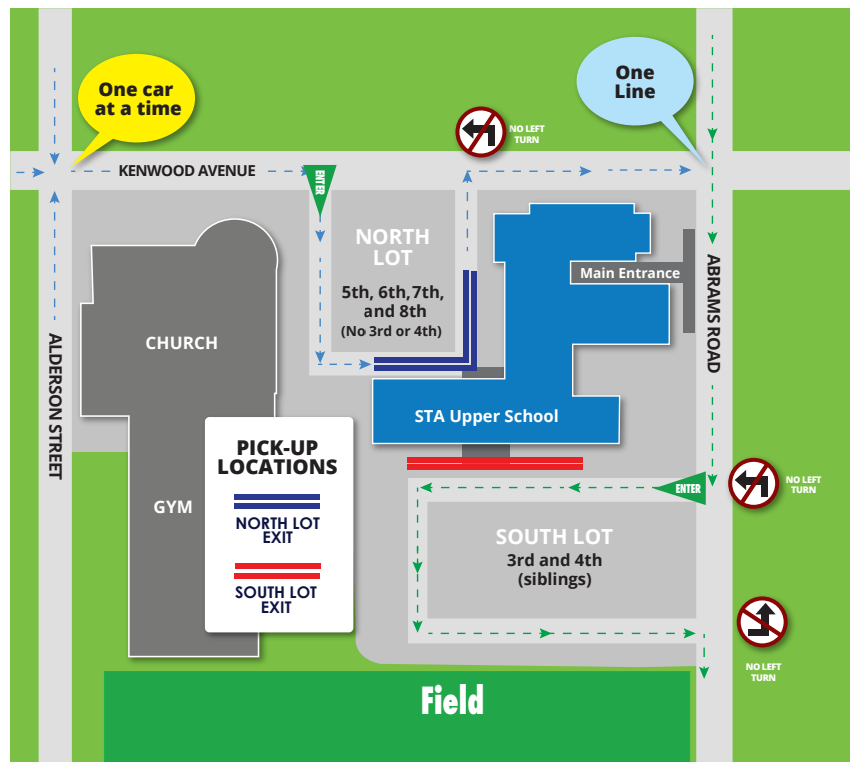 One car
at a time
One
Line
NO LEFT
TURN
KENWOOD AVENUE
ENTER
NORTH
LOT
5th, 6th,7th,
and 8th
(No 3rd or 4th)
Main Entrance
ABRAMS ROAD
CHURCH
ALDERSON STREET
STA Upper School
PICK-UP
LOCATIONS
NORTH LOT
EXIT
SOUTH LOT
EXIT
GYM
ENTER
NO LEFT
TURN
SOUTH LOT
3rd and 4th
(siblings)
NO LEFT
TURN
Field